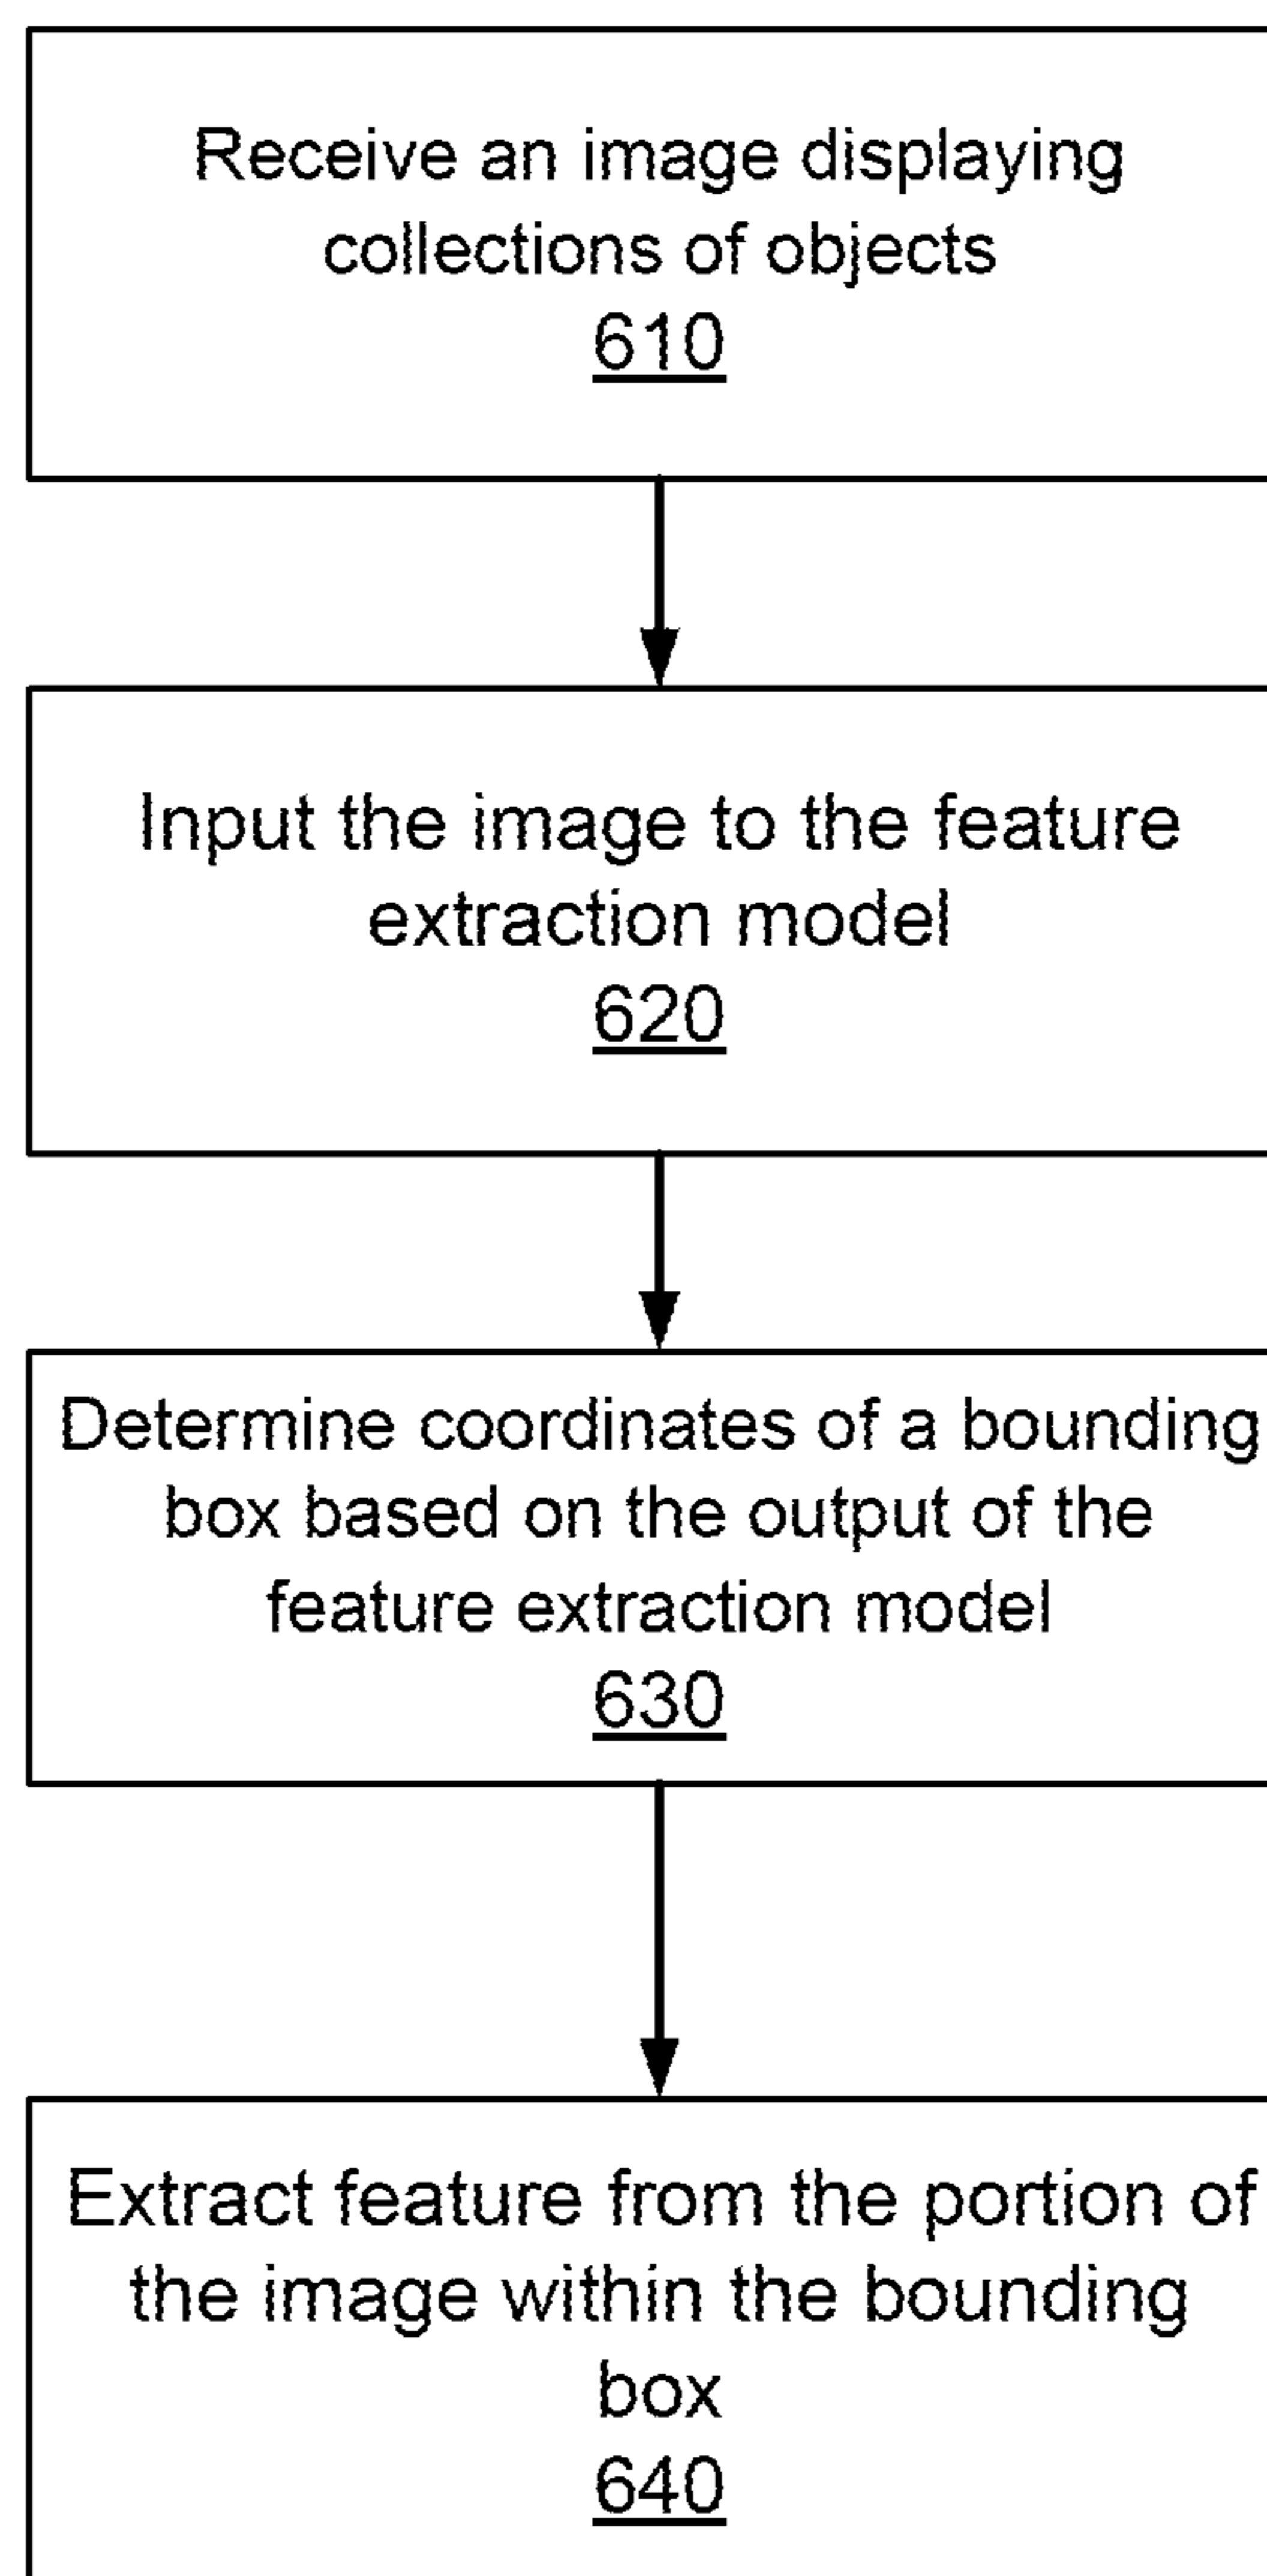 Receive an image displaying
collections of objects
610
Input the image to the feature
extraction model
620
Determine coordinates of a bounding
box based on the output of the
feature extraction model
630
Extract feature from the portion of
the image within the bounding
box
640